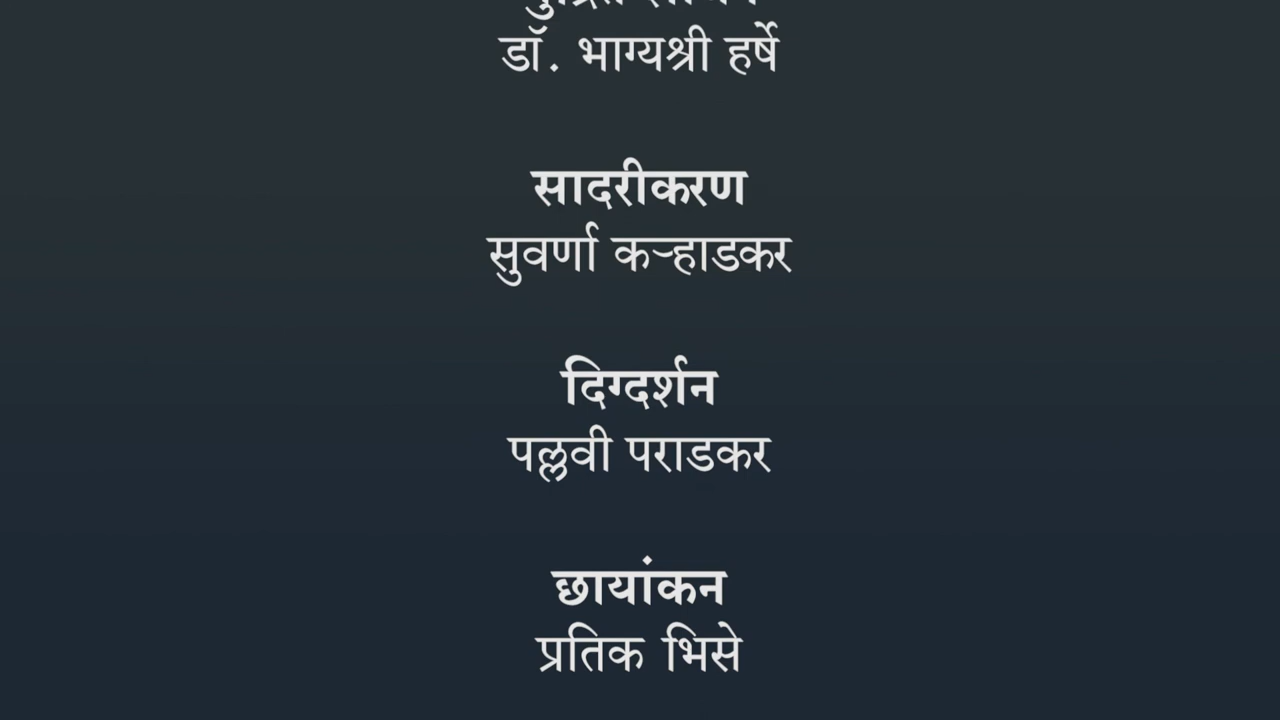 डॉ. भाग्यश्री हर्षे
सादरीकरण
सुवर्णा कऱ्हाडकर
दिग्दर्शन
पल्लवी पराडकर
छायांकन
प्रतिक भिसे